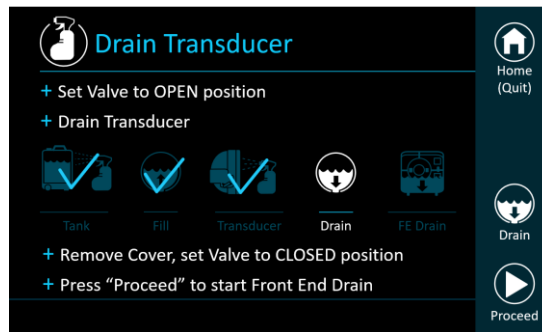 Drain Transducer
Home
(Quit)
+ Set Valve to OPEN position
+ Drain Transducer
Tank Fill Transducer Drain FE Drain
Drain
+ Remove Cover, set Valve to CLOSED position
+ Press “Proceed” to start Front End Drain
Proceed